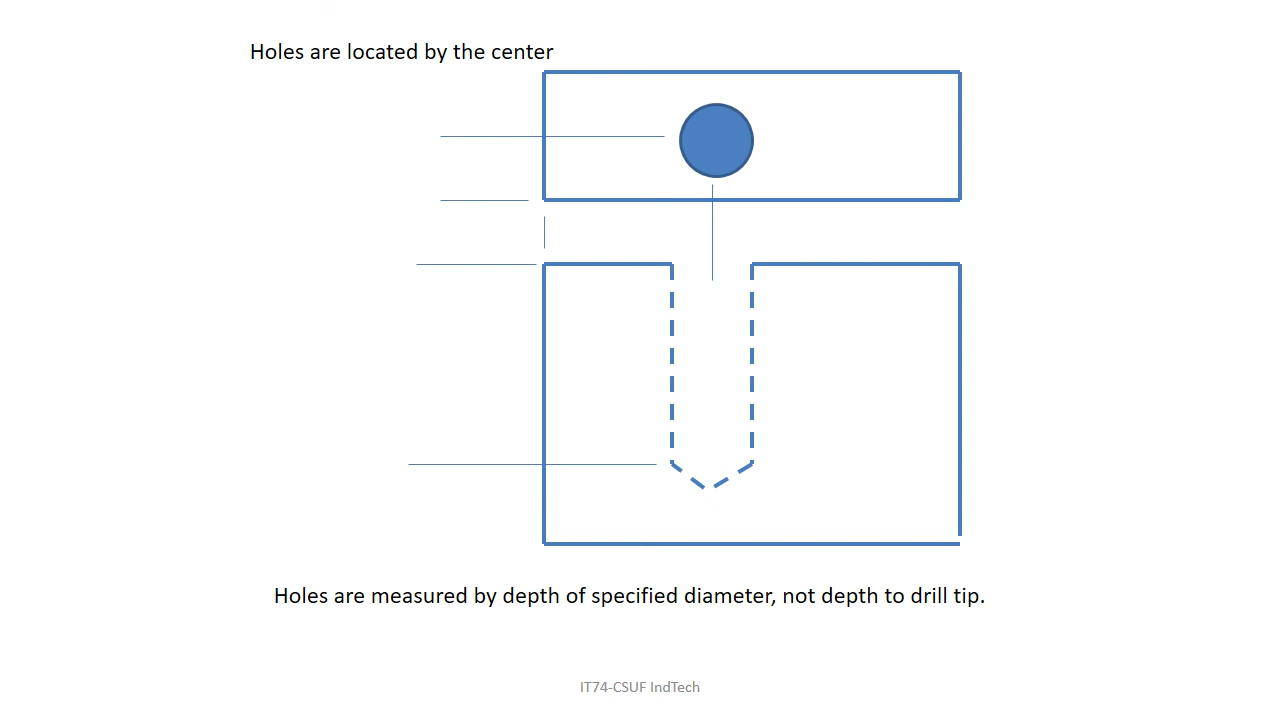 Holes are located by the center
Holes are measured by depth of specified diameter, not depth to drill tip.
IT74-CSUF IndTech